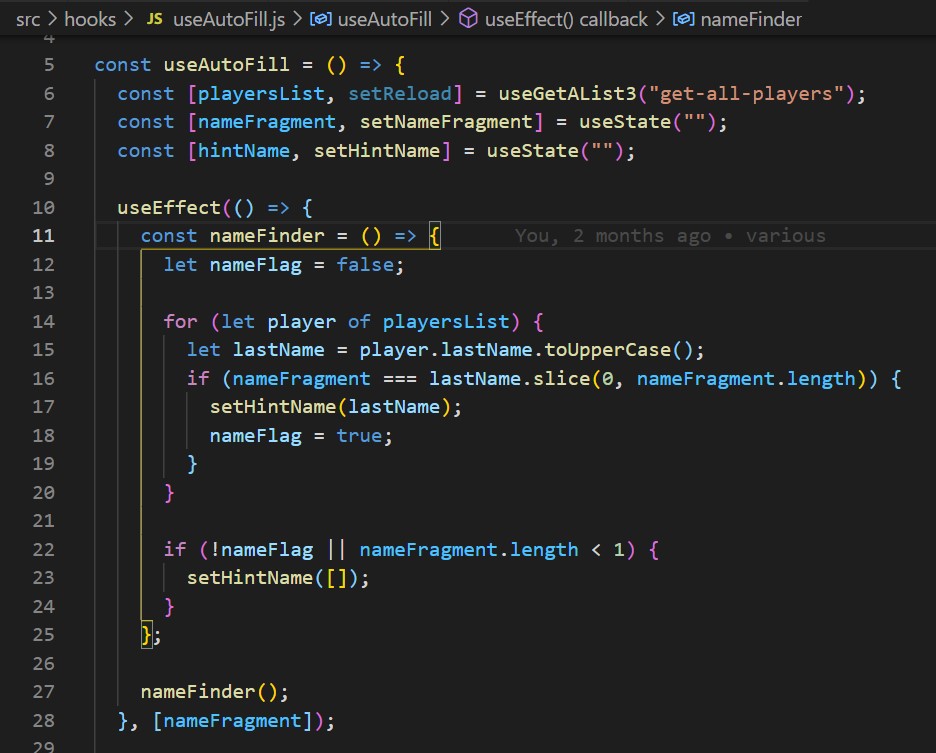 src > hooks > JS useAutoFill.js > useAutoFill > useEffect() callback > nameFinder
4
5 const useAutoFill = () => {
6 const [playersList, setReload] = useGetAList3("get-all-players");
7 const [nameFragment, setNameFragment] = useState("");
8 const [hintName, setHintName] = useState("");
9
10 useEffect(() => {
11 const nameFinder = () => { You, 2 months ago • various
12 let nameFlag = false;
13
14 for (let player of playersList) {
15 let lastName = player.lastName.toUpperCase();
16 if (nameFragment === lastName.slice(0, nameFragment.length)) {
17 setHintName(lastName);
18 nameFlag = true;
19 }
20 }
21
22 if (!nameFlag || nameFragment.length < 1) {
23 setHintName([]);
24 }
25 };
26
27 nameFinder();
28 }, [nameFragment]);
29